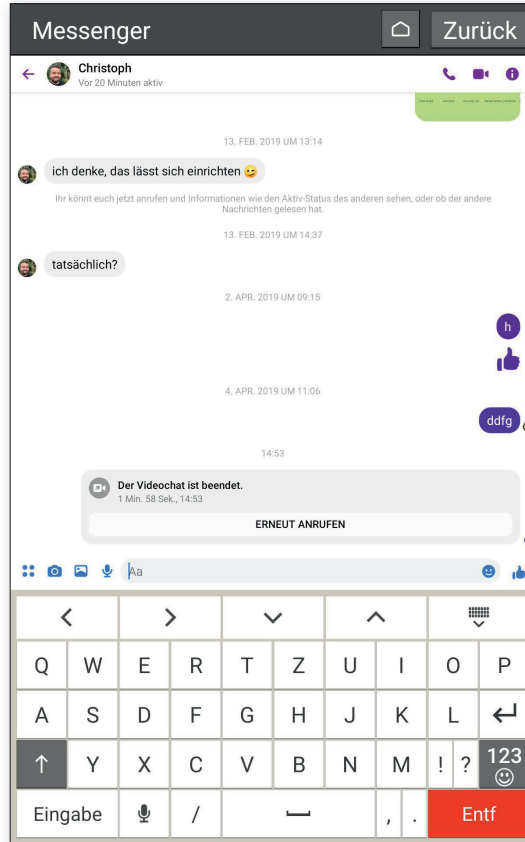 Messenger
Zurück
Christoph
Vor 20 Minuten aktiv
13. FEB. 2019 UM 13:14
ich denke, das lässt sich einrichten 😉
Ihr könnt euch jetzt anrufen und Informationen wie den Aktiv-Status des anderen sehen, oder ob der andere
Nachrichten gelesen hat.
13. FEB. 2019 UM 14:37
tatsächlich?
2. APR. 2019 UM 09:15
h
4. APR. 2019 UM 11:06
ddfg
14:53
Der Videochat ist beendet.
1 Min. 58 Sek., 14:53
ERNEUT ANRUFEN
Aa
Q W E R T Z U I O P
A S D F G H J K L
Y X C V B N M ! ? 123
Eingabe / , . Entf